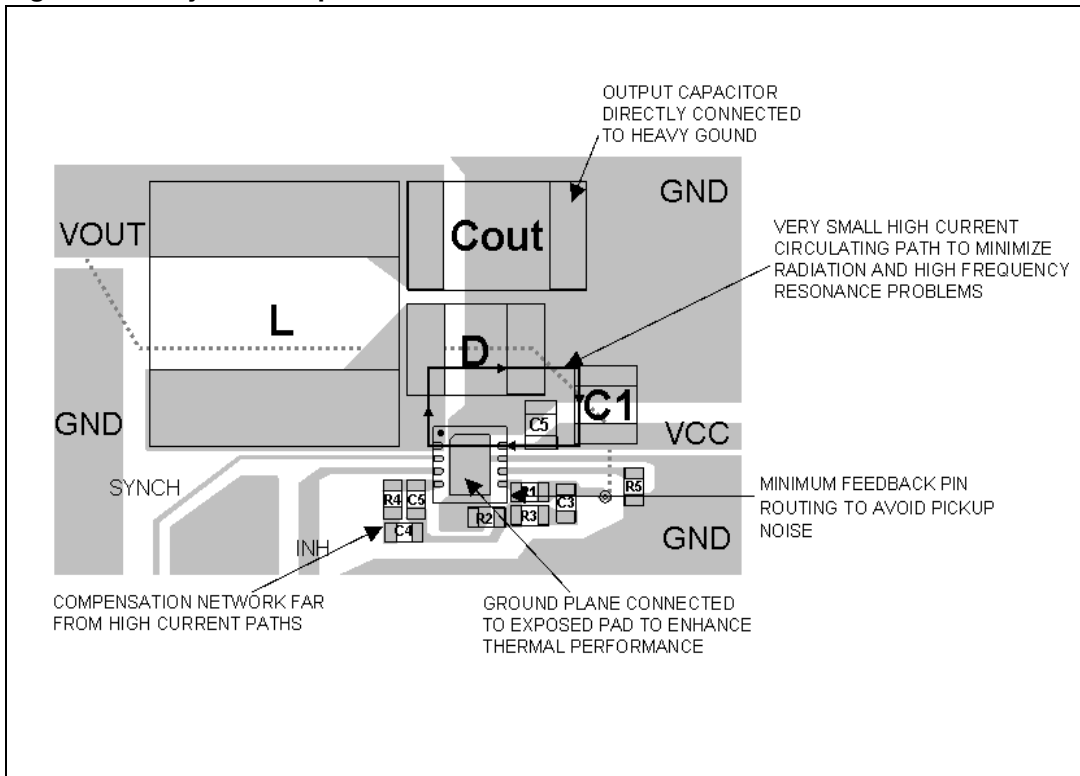 OUTPUT CAPACITOR
DIRECTLY CONNECTED
TO HEAVY GOUND
GND
VOUT
Cout
VERY SMALL HIGH CURRENT
CIRCULATING PATH TO MINIMIZE
RADIATION AND HIGH FREQUENCY
RESONANCE PROBLEMS
L
D
C1
GND
C5
VCC
SYNCH
R4
C5
R1
C3
R5
MINIMUM FEEDBACK PIN
ROUTING TO AVOID PICKUP
NOISE
C4
R2
R3
INH
GND
COMPENSATION NETWORK FAR
FROM HIGH CURRENT PATHS
GROUND PLANE CONNECTED
TO EXPOSED PAD TO ENHANCE
THERMAL PERFORMANCE